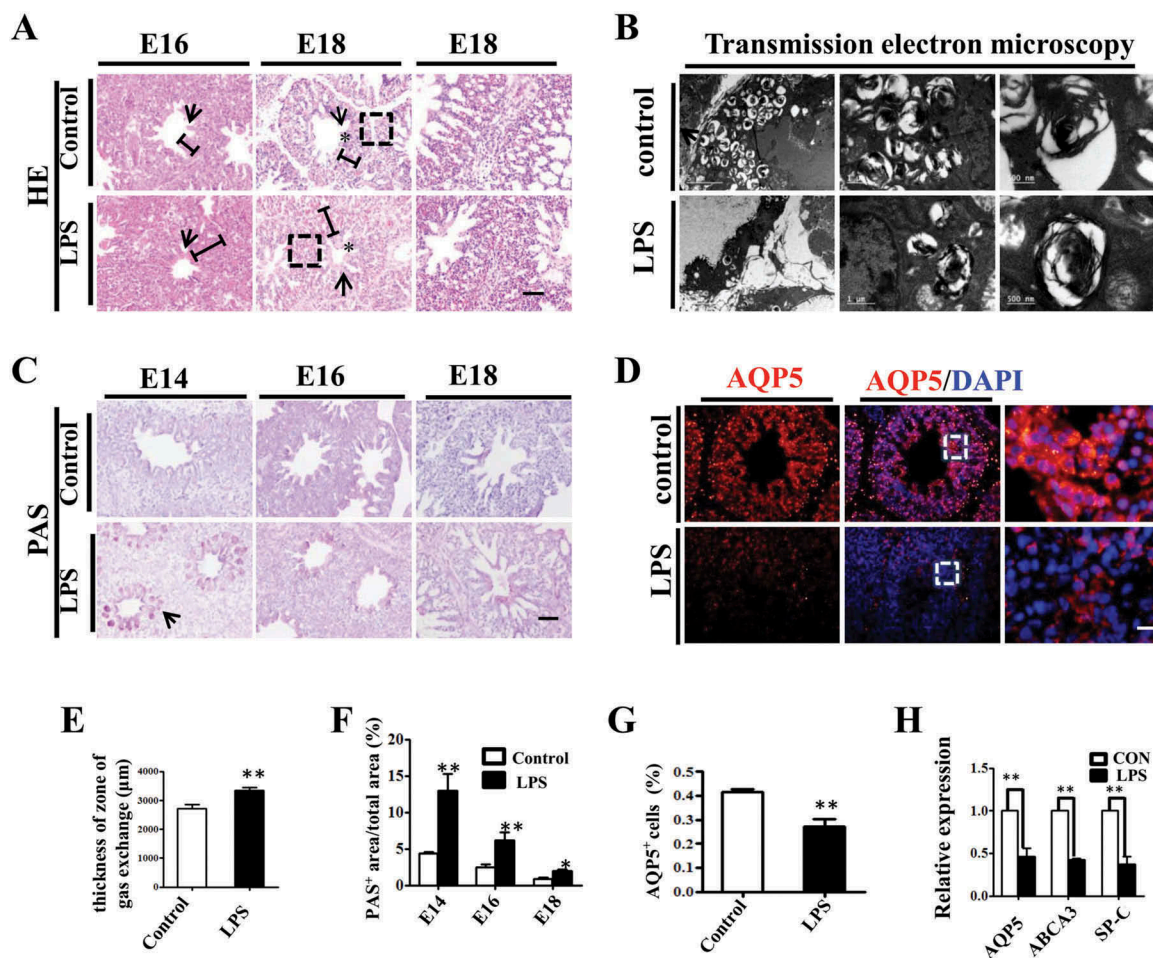 A
E16
E18
E18
HE
Control
LPS
B
Transmission electron microscopy
control
LPS
1 µm
500 nm
1 µm
500 nm
C
E14
E16
E18
PAS
Control
LPS
D
AQP5
AQP5/DAPI
control
LPS
E
thickness of zone of
gas exchange (µm)
4000
3000
2000
1000
0
**
Control
LPS
F
PAS⁺ area/total area (%)
20
15
10
5
0
Control
LPS
**
**
*
E14
E16
E18
G
AQP5⁺ cells (%)
0.5
0.4
0.3
0.2
0.1
0.0
**
Control
LPS
H
Relative expression
1.5
1.0
0.5
0.0
CON
LPS
**
**
**
AQP5
ABCA3
SP-C